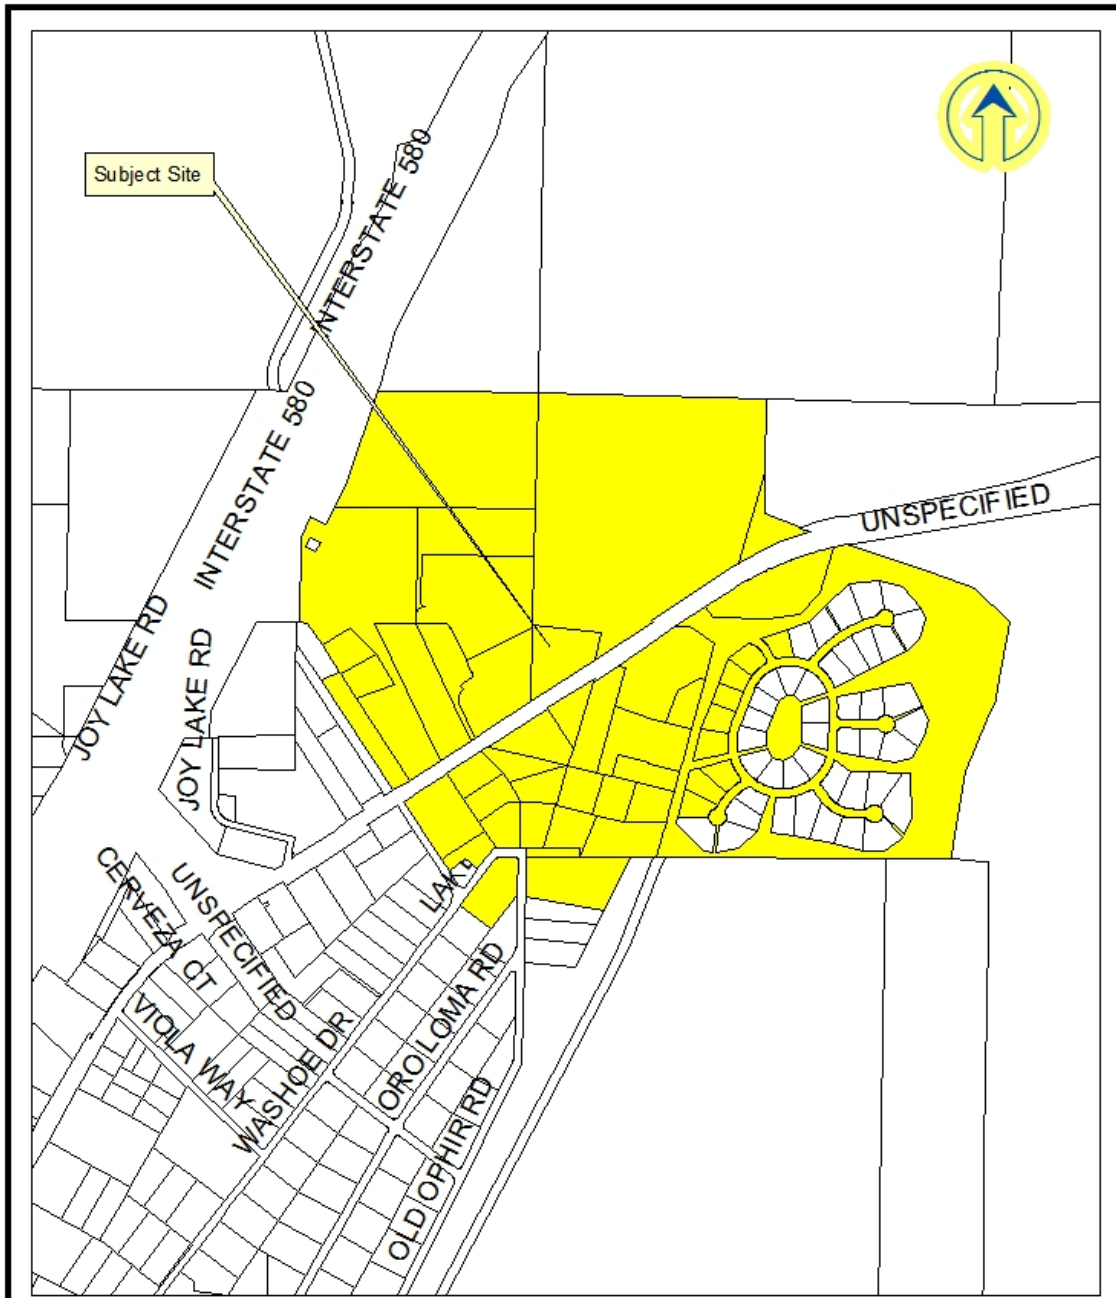 Subject Site
INTERSTATE 580
INTERSTATE 580
UNSPECIFIED
JOY LAKE RD
JOY LAKE RD
LAKE
CERVEZA CT
UNSPECIFIED
VIOLA WAY
WASHOE DR
ORO LOMA RD
OLD OPHIR RD